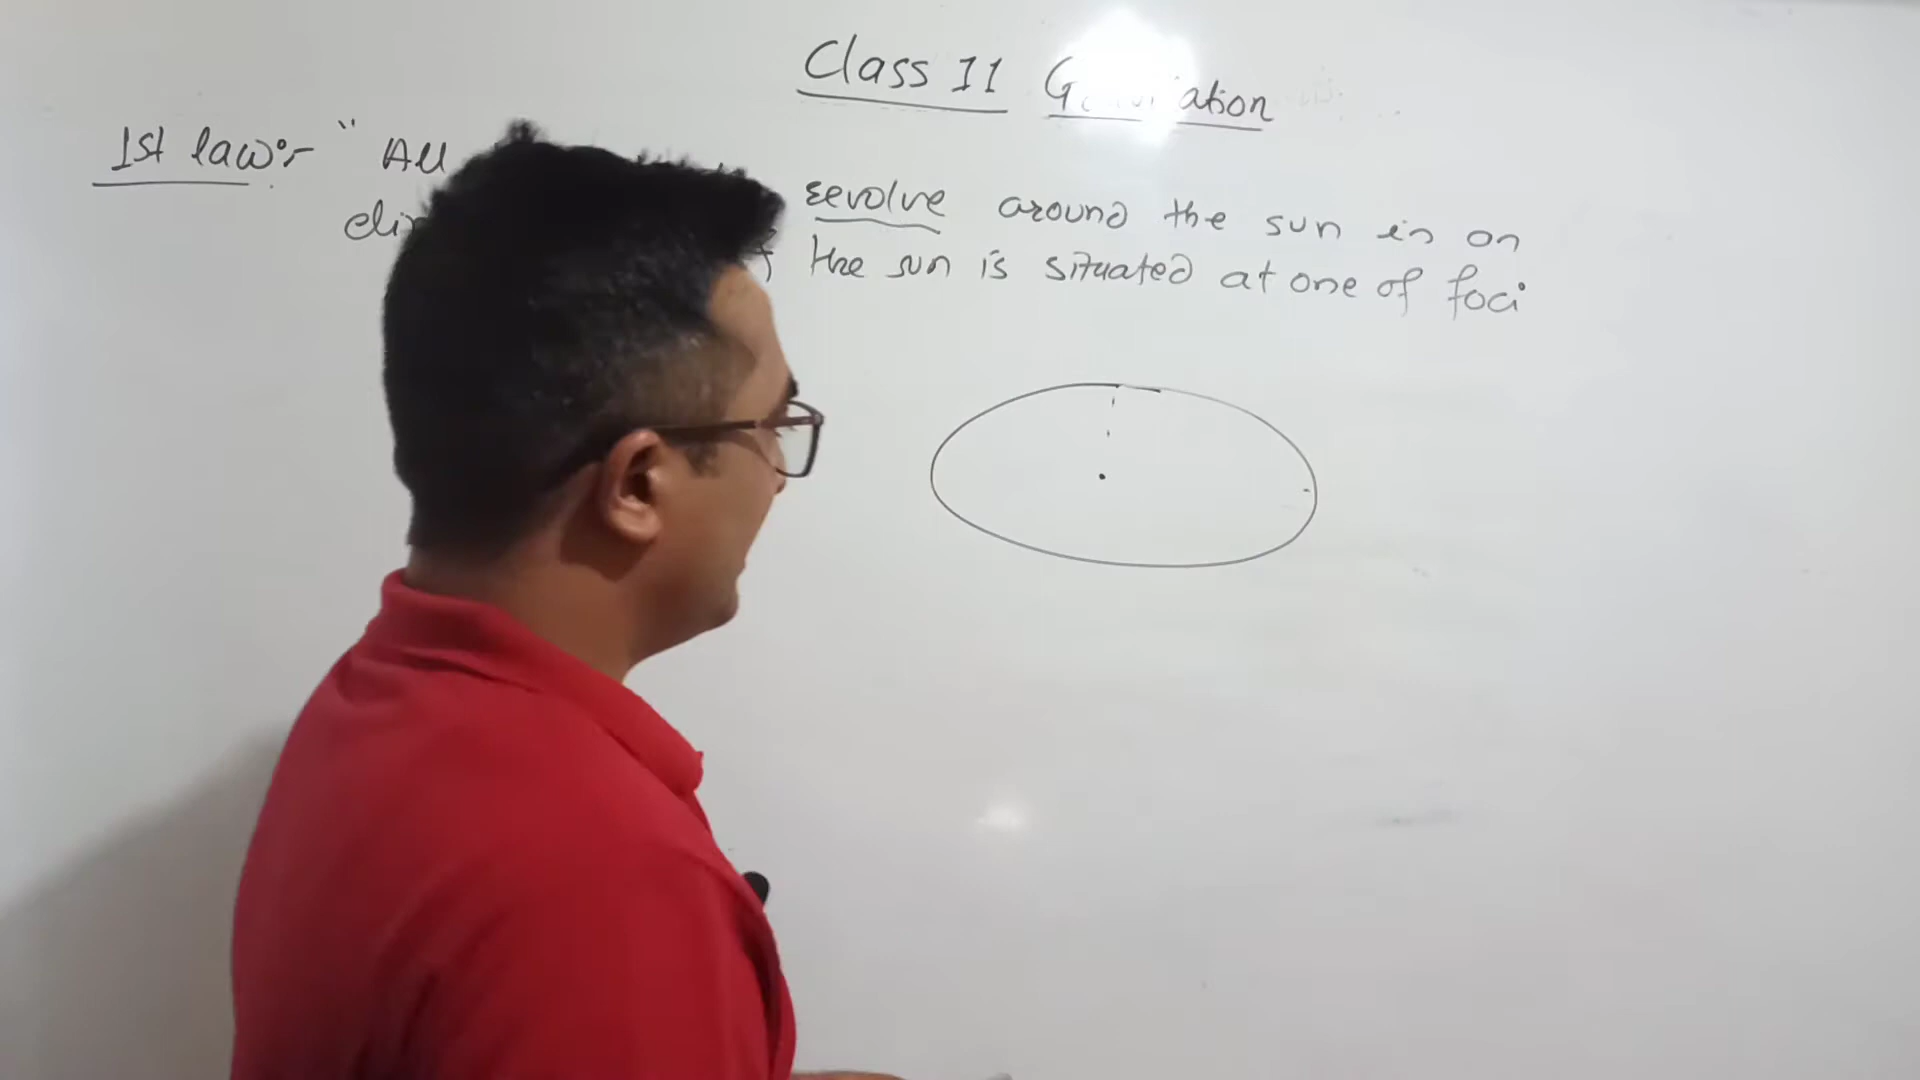 Class 11 Gravitation
1st law:- " All revolve around the sun in an
the sun is situated at one of foci